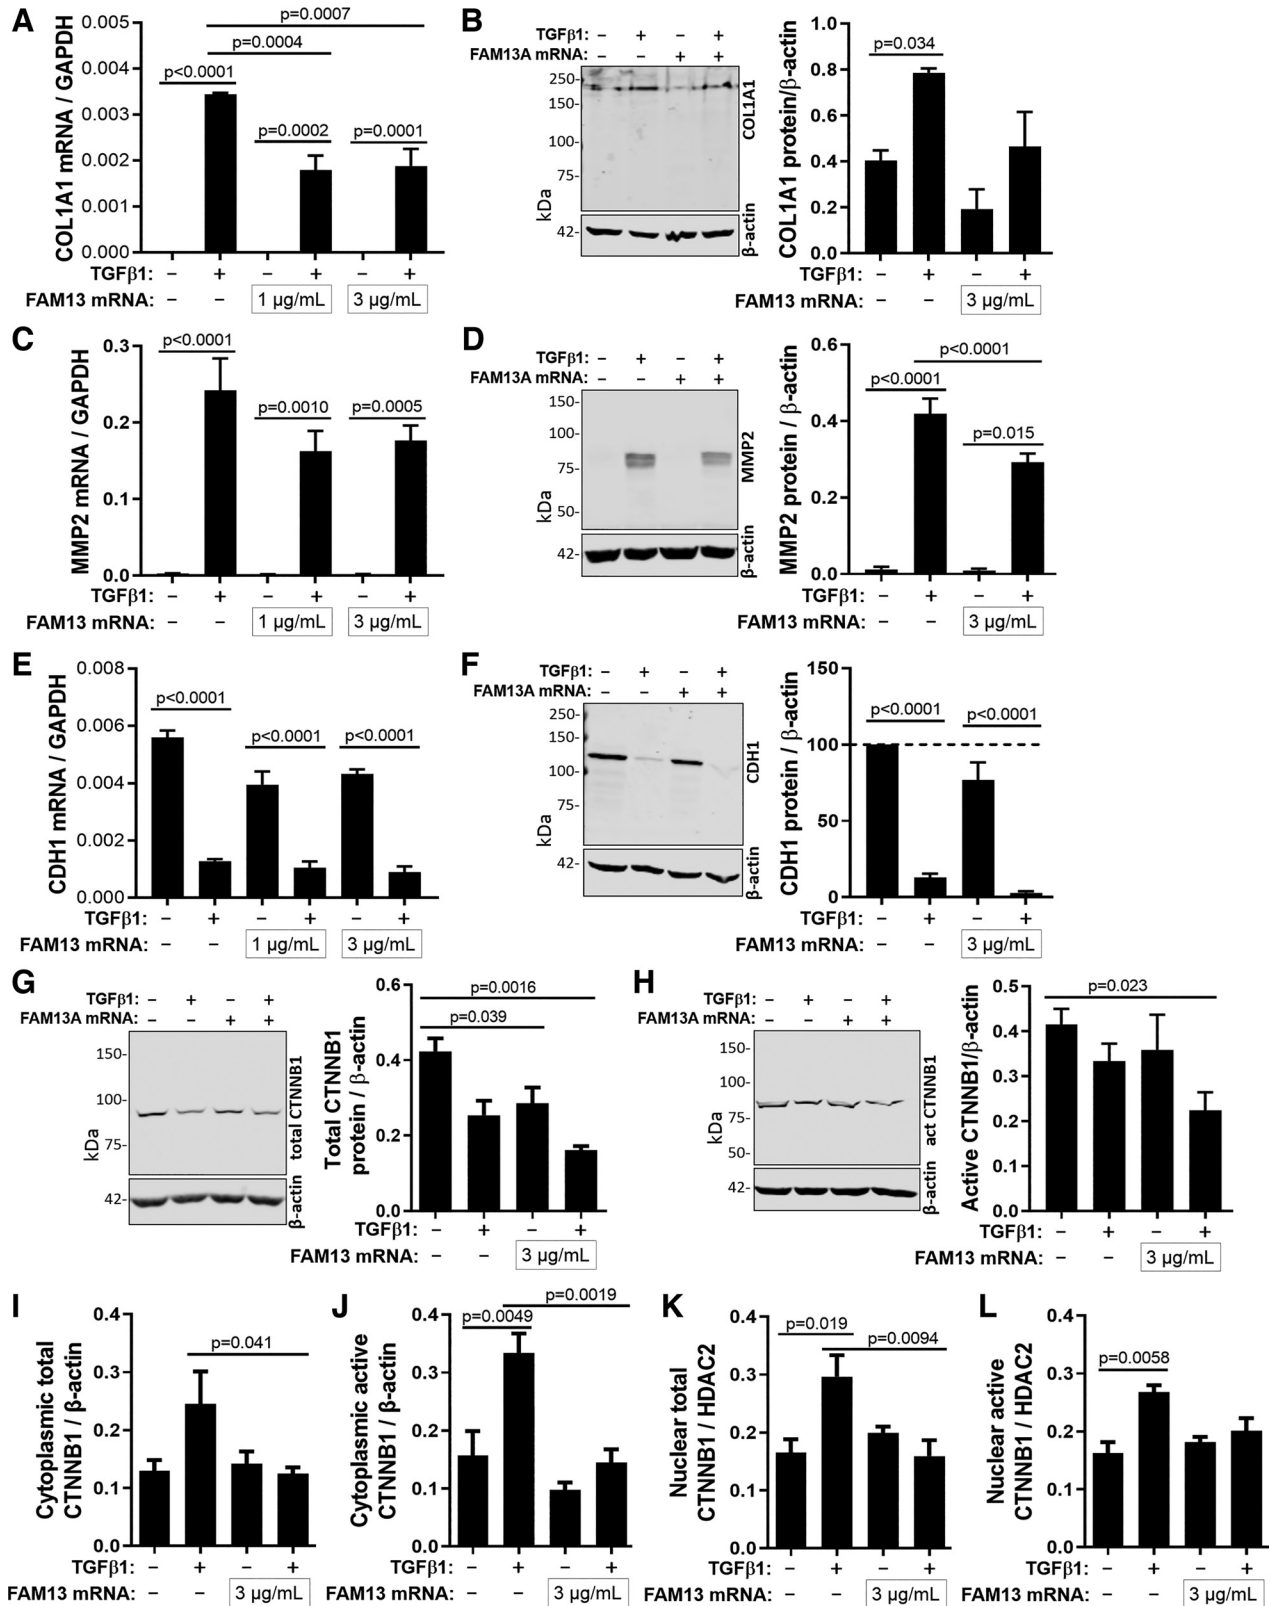 A
COL1A1 mRNA / GAPDH
0.005
0.004
0.003
0.002
0.001
0.000
p=0.0007
p=0.0004
p<0.0001
p=0.0002
p=0.0001
TGFβ1: – + – + – +
FAM13 mRNA: – – 1 µg/mL 3 µg/mL
B
TGFβ1: – + – +
FAM13A mRNA: – – + +
250-
150-
100-
75-
42-
kDa
COL1A1
β-actin
COL1A1 protein/β-actin
1.0
0.8
0.6
0.4
0.2
0.0
p=0.034
TGFβ1: – + – +
FAM13 mRNA: – – 3 µg/mL
C
MMP2 mRNA / GAPDH
0.3
0.2
0.1
0.0
p<0.0001
p=0.0010
p=0.0005
TGFβ1: – + – + – +
FAM13 mRNA: – – 1 µg/mL 3 µg/mL
D
TGFβ1: – + – +
FAM13A mRNA: – – + +
150-
100-
75-
50-
42-
kDa
MMP2
β-actin
MMP2 protein / β-actin
0.6
0.4
0.2
0.0
p<0.0001
p<0.0001
p=0.015
TGFβ1: – + – +
FAM13 mRNA: – – 3 µg/mL
E
CDH1 mRNA / GAPDH
0.008
0.006
0.004
0.002
0.000
p<0.0001
p<0.0001
p<0.0001
TGFβ1: – + – + – +
FAM13 mRNA: – – 1 µg/mL 3 µg/mL
F
TGFβ1: – + – +
FAM13A mRNA: – – + +
250-
150-
100-
75-
42-
kDa
CDH1
β-actin
CDH1 protein / β-actin
150
100
50
0
p<0.0001
p<0.0001
TGFβ1: – + – +
FAM13 mRNA: – – 3 µg/mL
G
TGFβ1: – + – +
FAM13A mRNA: – – + +
150-
100-
75-
42-
kDa
total CTNNB1
β-actin
Total CTNNB1
protein / β-actin
0.6
0.4
0.2
0.0
p=0.0016
p=0.039
TGFβ1: – + – +
FAM13 mRNA: – – 3 µg/mL
H
TGFβ1: – + – +
FAM13A mRNA: – – + +
150-
100-
75-
50-
42-
kDa
act CTNNB1
β-actin
Active CTNNB1/β-actin
0.5
0.4
0.3
0.2
0.1
0.0
p=0.023
TGFβ1: – + – +
FAM13 mRNA: – – 3 µg/mL
I
Cytoplasmic total
CTNNB1 / β-actin
0.4
0.3
0.2
0.1
0.0
p=0.041
TGFβ1: – + – +
FAM13 mRNA: – – 3 µg/mL
J
Cytoplasmic active
CTNNB1 / β-actin
0.4
0.3
0.2
0.1
0.0
p=0.0019
p=0.0049
TGFβ1: – + – +
FAM13 mRNA: – – 3 µg/mL
K
Nuclear total
CTNNB1 / HDAC2
0.4
0.3
0.2
0.1
0.0
p=0.019
p=0.0094
TGFβ1: – + – +
FAM13 mRNA: – – 3 µg/mL
L
Nuclear active
CTNNB1 / HDAC2
0.4
0.3
0.2
0.1
0.0
p=0.0058
TGFβ1: – + – +
FAM13 mRNA: – – 3 µg/mL